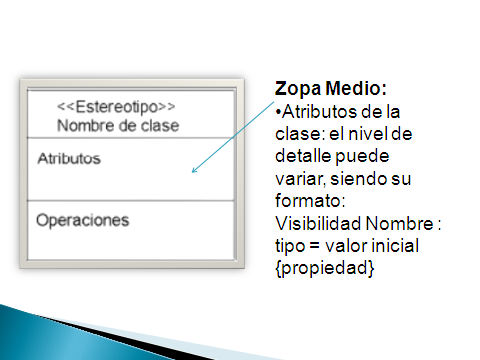 <<Estereotipo>>
Nombre de clase
Atributos
Operaciones
Zopa Medio:
•Atributos de la
clase: el nivel de
detalle puede
variar, siendo su
formato:
Visibilidad Nombre :
tipo = valor inicial
{propiedad}